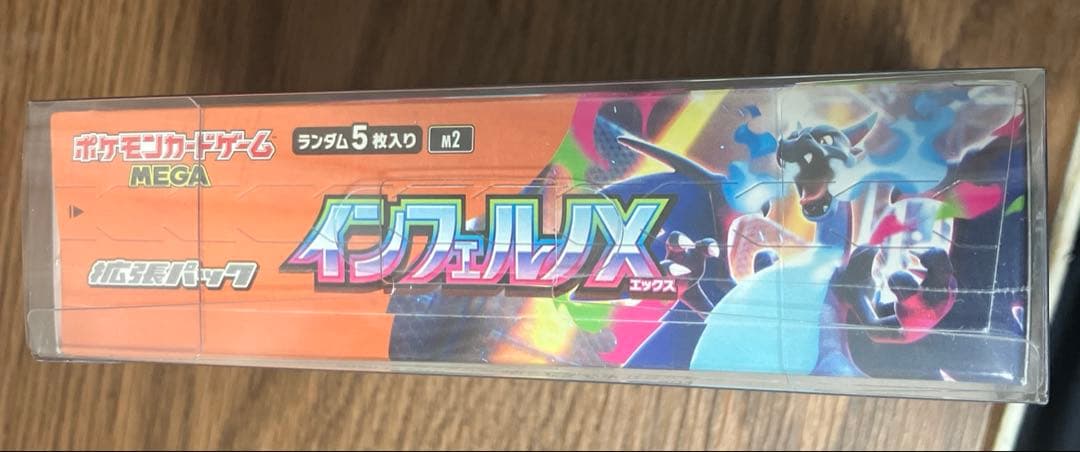 ポケモンカードゲーム
MEGA
ランダム5枚入り
M2
インフェルノX
エックス
拡張パック